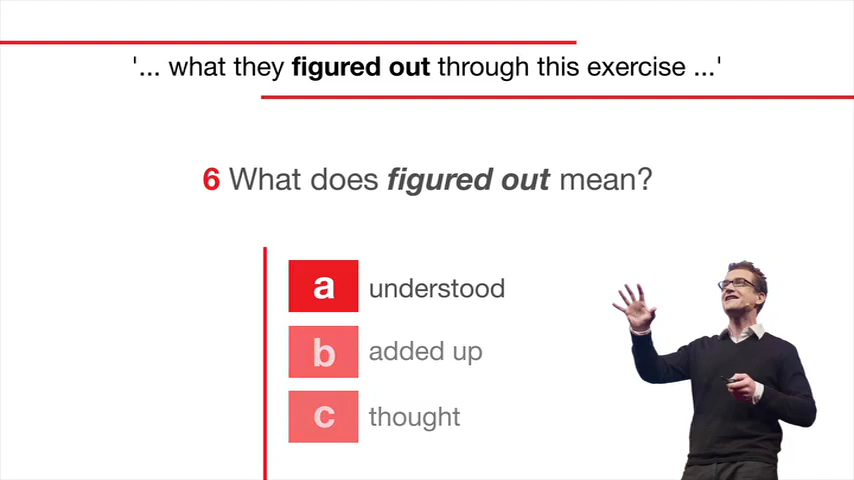 '... what they figured out through this exercise ...'
6 What does figured out mean?
a understood
b added up
c thought